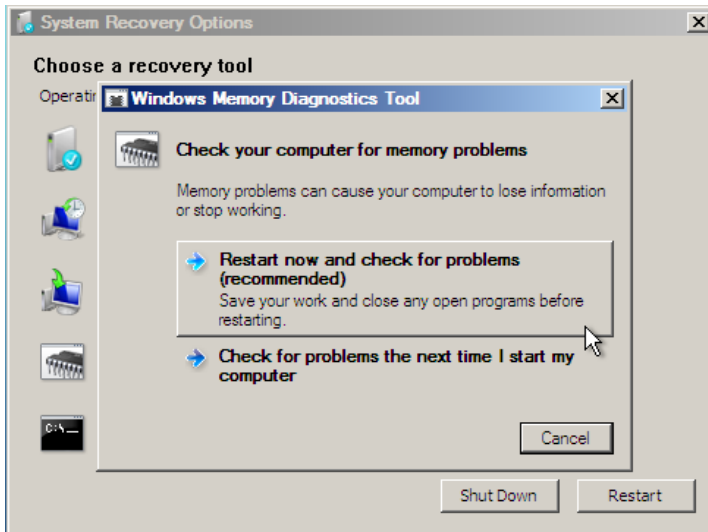 System Recovery Options
Choose a recovery tool
Windows Memory Diagnostics Tool
Check your computer for memory problems
Memory problems can cause your computer to lose information
or stop working.
Restart now and check for problems
(recommended)
Save your work and close any open programs before
restarting.
Check for problems the next time I start my
computer
C:\_
Cancel
Shut Down
Restart